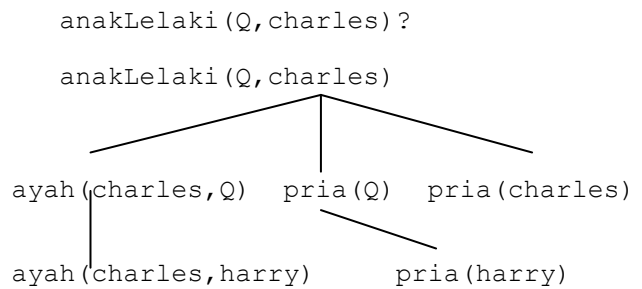 anakLelaki(Q,charles)?
anakLelaki(Q,charles)
ayah(charles,Q) pria(Q) pria(charles)
ayah(charles,harry) pria(harry)